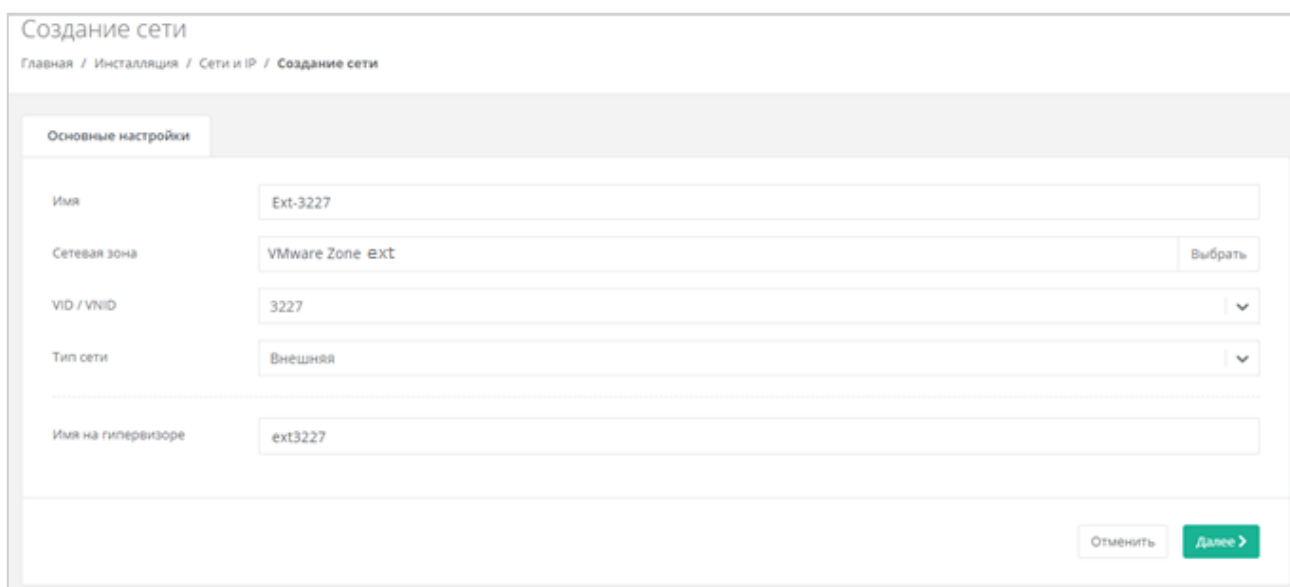 Создание сети
Главная / Инсталляция / Сети и IP / Создание сети
Основные настройки
Имя Ext-3227
Сетевая зона VMware Zone ext Выбрать
VID / VNID 3227
Тип сети Внешняя
Имя на гипервизоре ext3227
Отменить Далее